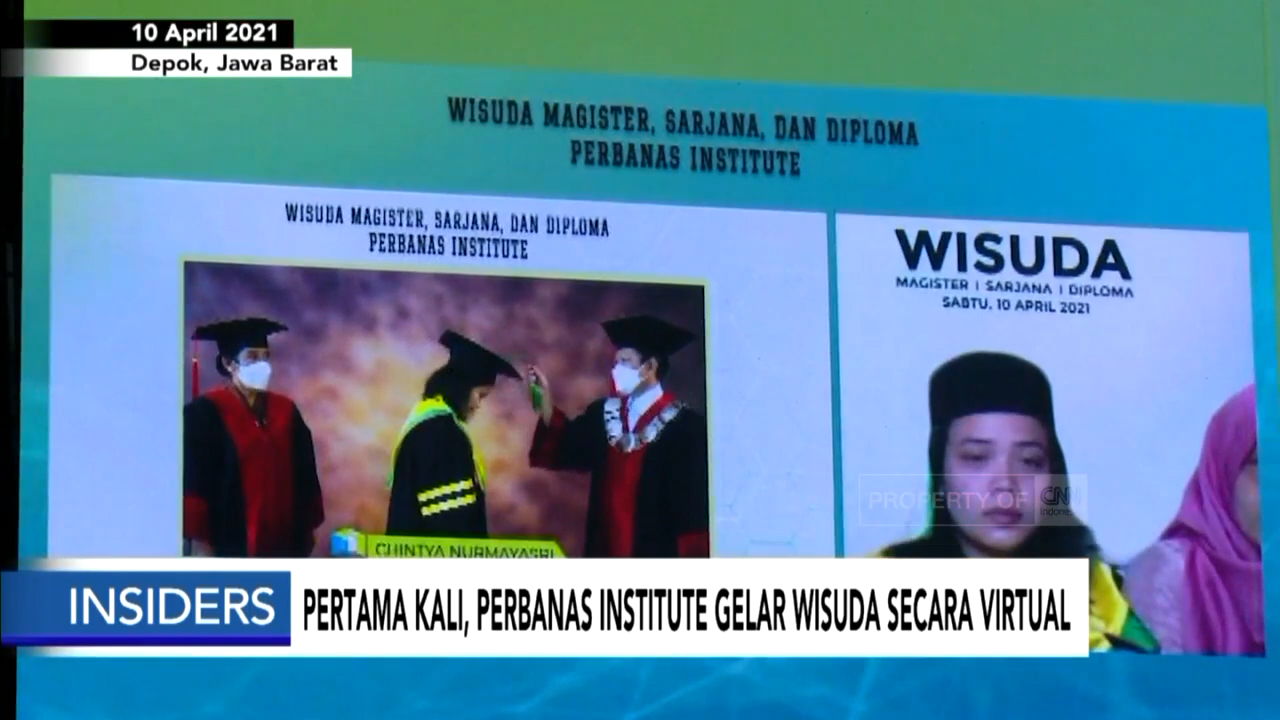 10 April 2021
Depok, Jawa Barat
WISUDA MAGISTER, SARJANA, DAN DIPLOMA
PERBANAS INSTITUTE
WISUDA MAGISTER, SARJANA, DAN DIPLOMA
PERBANAS INSTITUTE
WISUDA
MAGISTER | SARJANA | DIPLOMA
SABTU, 10 APRIL 2021
PROPERTY OF CNN
Indonesia
CHINTYA NURMAYASRI
INSIDERS
PERTAMA KALI, PERBANAS INSTITUTE GELAR WISUDA SECARA VIRTUAL